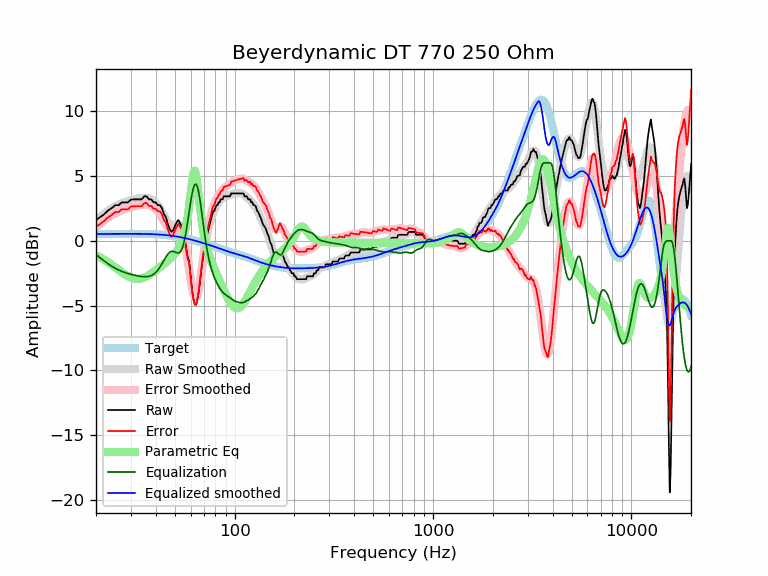 Beyerdynamic DT 770 250 Ohm
10
5
0
−5
−10
−15
−20
Amplitude (dBr)
Target
Raw Smoothed
Error Smoothed
Raw
Error
Parametric Eq
Equalization
Equalized smoothed
100
1000
10000
Frequency (Hz)